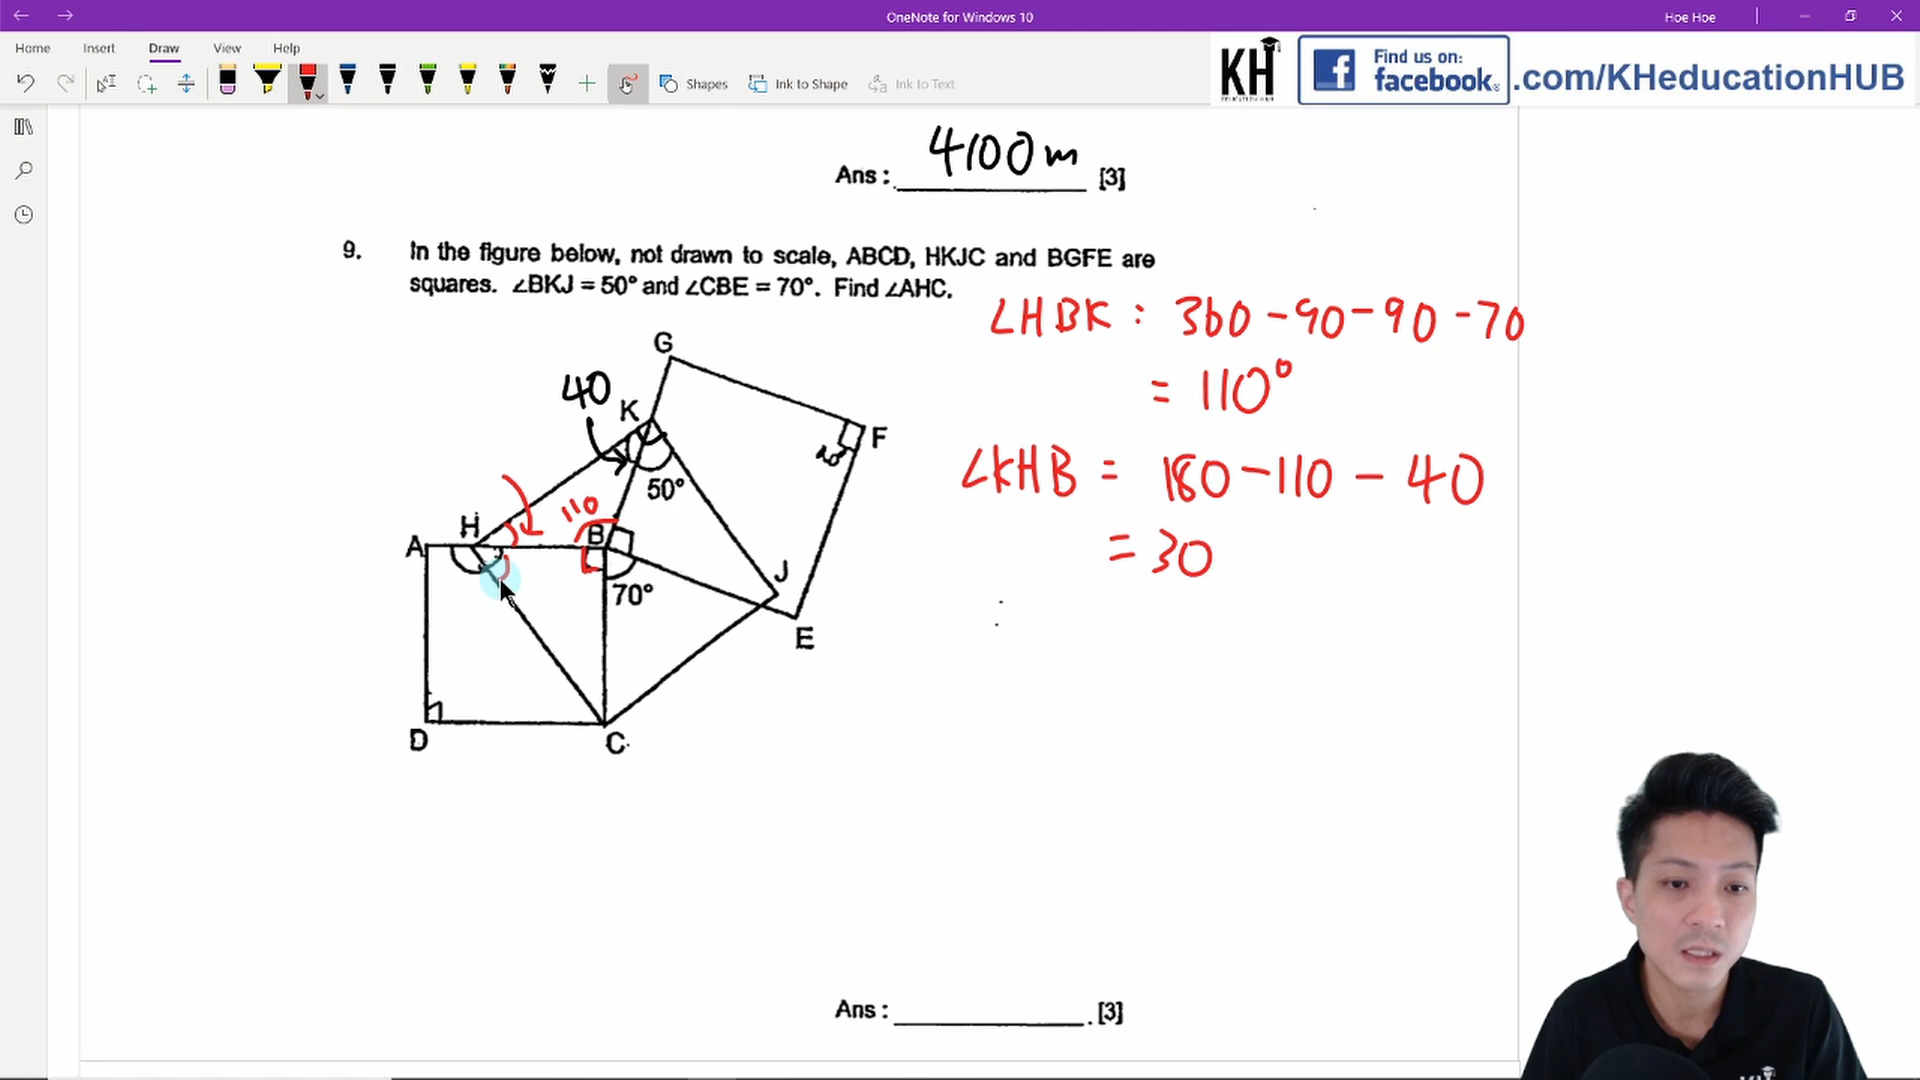 OneNote for Windows 10
Hoe Hoe
Home Insert Draw View Help
Shapes Ink to Shape Ink to Text
KH
Find us on:
facebook. .com/KHeducationHUB
4100m
Ans : [3]
9. In the figure below, not drawn to scale, ABCD, HKJC and BGFE are
squares. ∠BKJ = 50° and ∠CBE = 70°. Find ∠AHC.
∠HBK : 360 - 90 - 90 - 70
= 110°
∠KHB = 180 - 110 - 40
= 30
G
40
K
F
50°
110
H
A
B
J
70°
E
D
C
Ans : [3]
KH